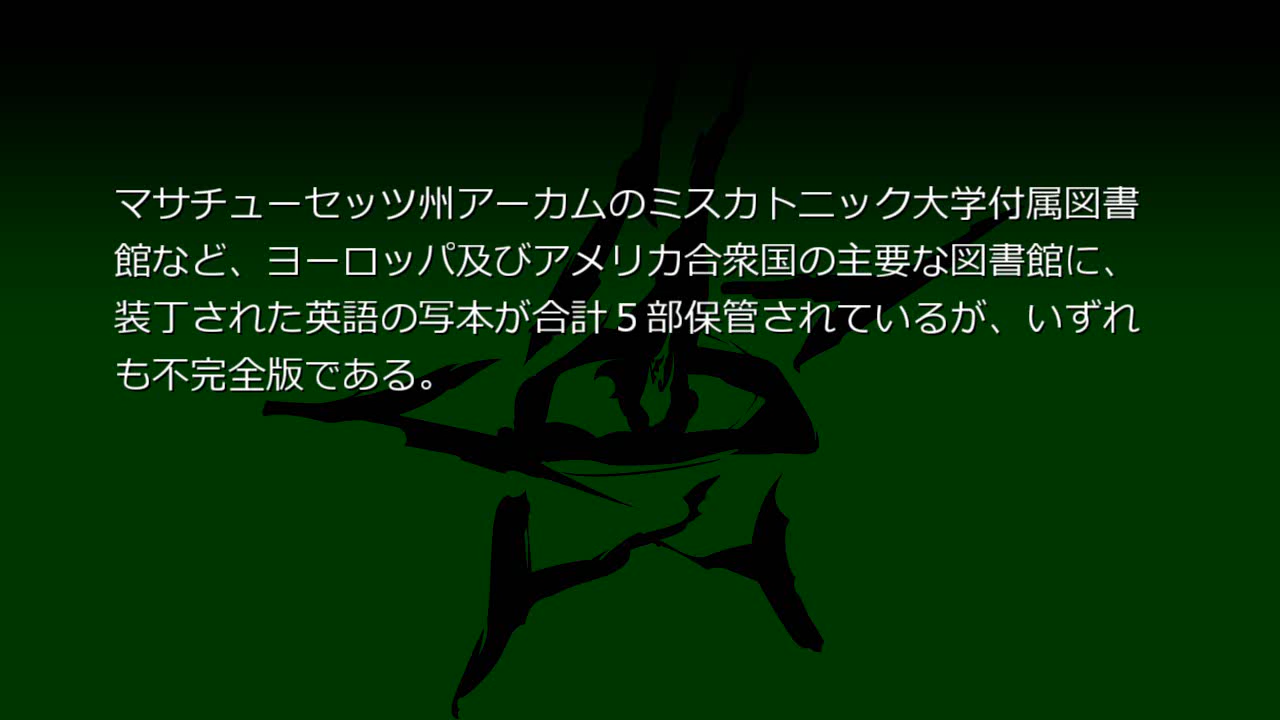 マサチューセッツ州アーカムのミスカトニック大学付属図書
館など、ヨーロッパ及びアメリカ合衆国の主要な図書館に、
装丁された英語の写本が合計５部保管されているが、いずれ
も不完全版である。